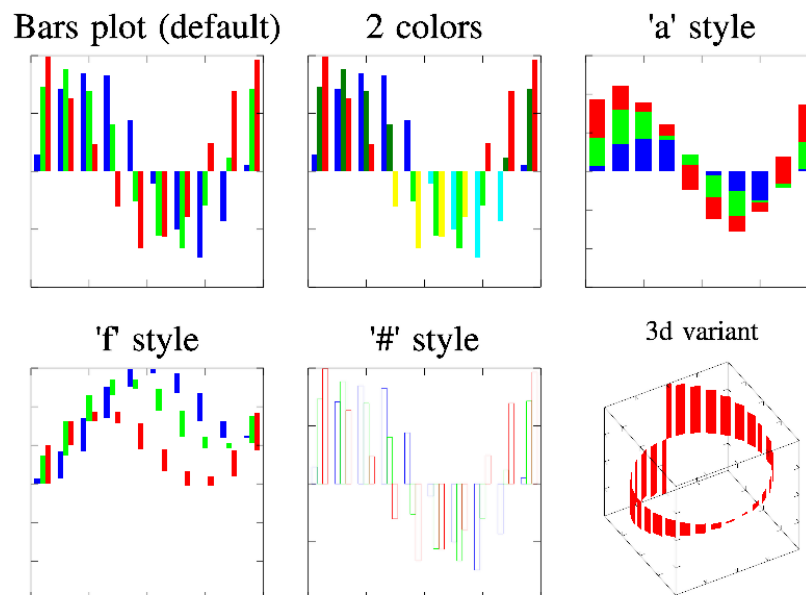 Bars plot (default)
2 colors
'a' style
'f' style
'#' style
3d variant